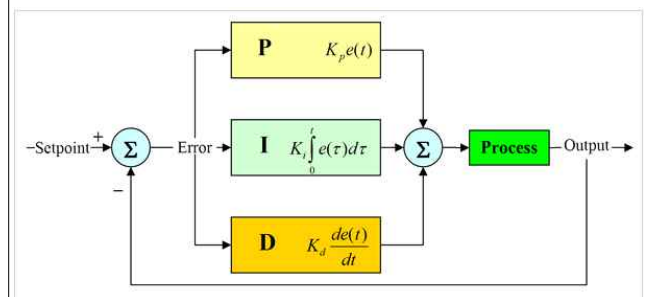 P K_p e(t)
−Setpoint + Σ − Error
I K_i ∫_0^t e(τ)dτ
Σ
Process
Output
D K_d de(t)/dt